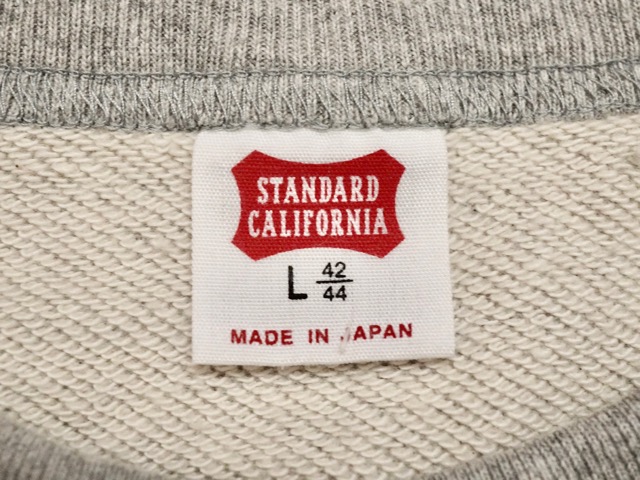 STANDARD
CALIFORNIA
L 42/44
MADE IN JAPAN